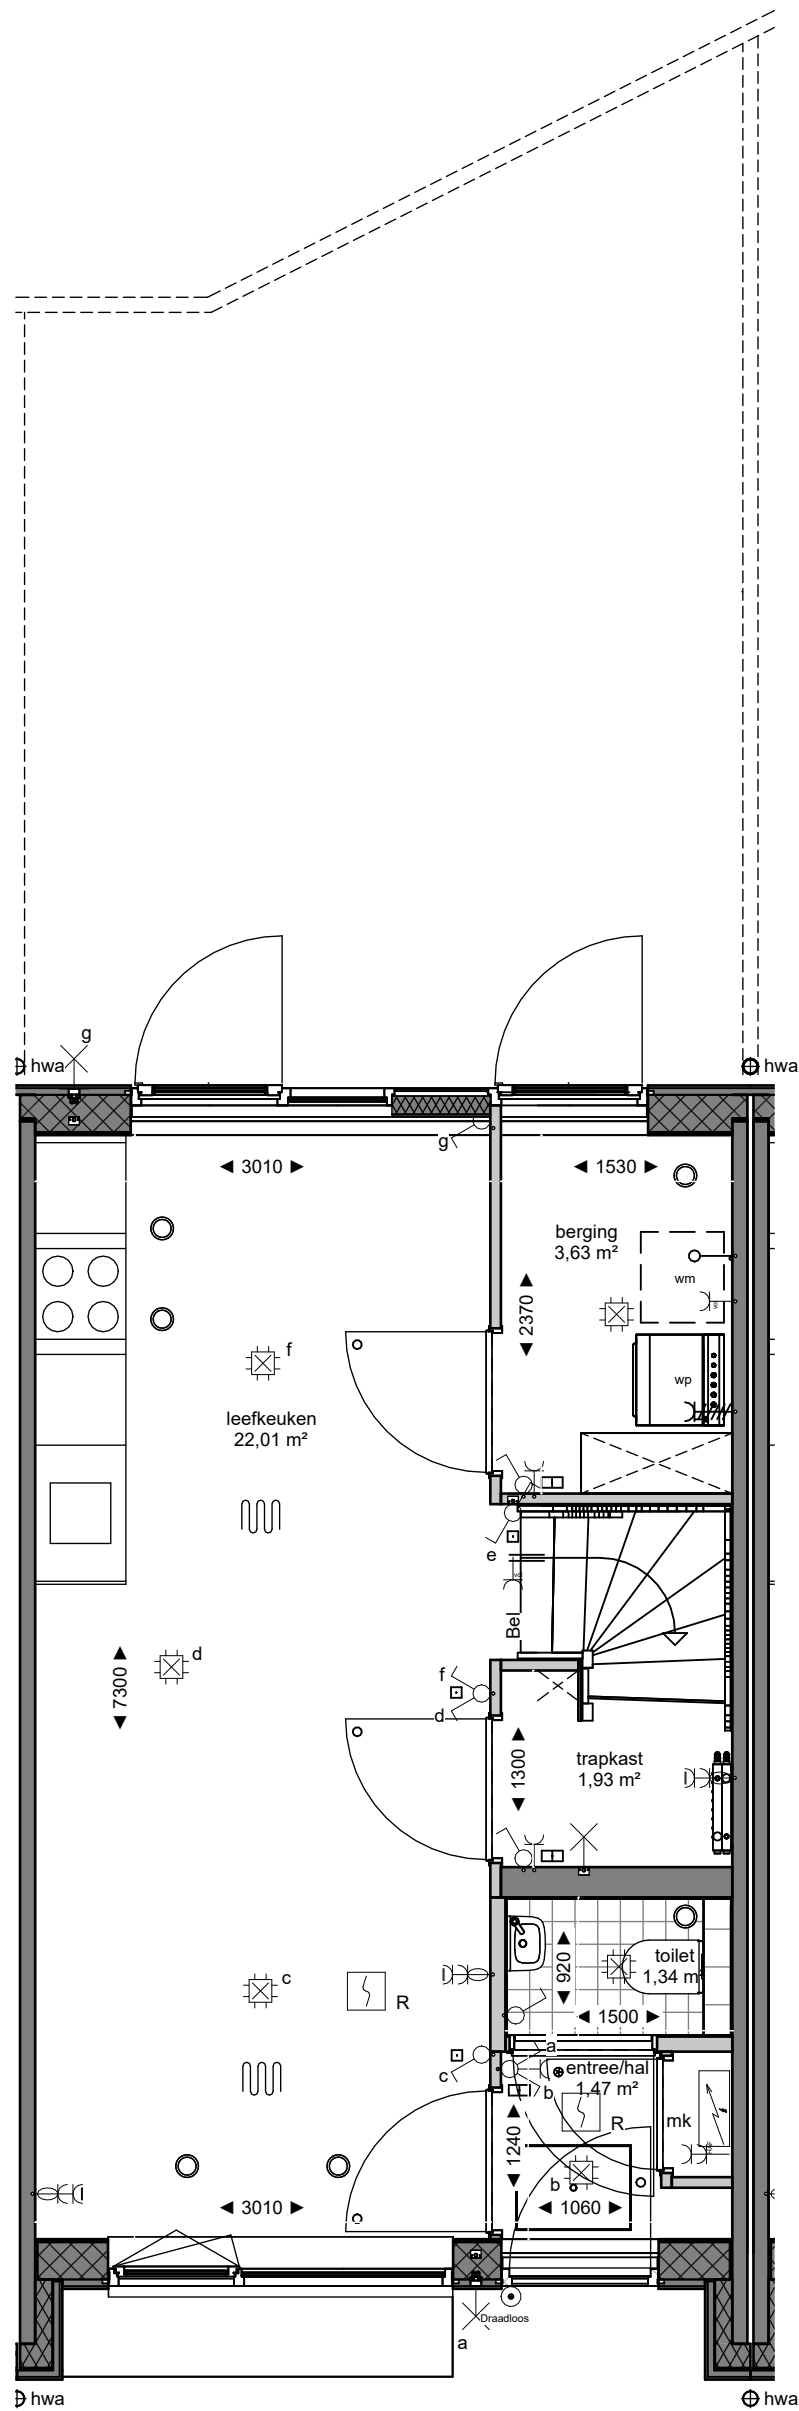 g
hwa
hwa
g
3010
1530
berging
3,63 m²
wm
2370
f
wp
leefkeuken
22,01 m²
e
Bel
d
7300
f
d
1300
trapkast
1,93 m²
920
toilet
1,34 m
c
R
1500
a
c
entree/hal
1,47 m²
b
R
mk
1240
b
3010
1060
Draadloos
a
hwa
hwa